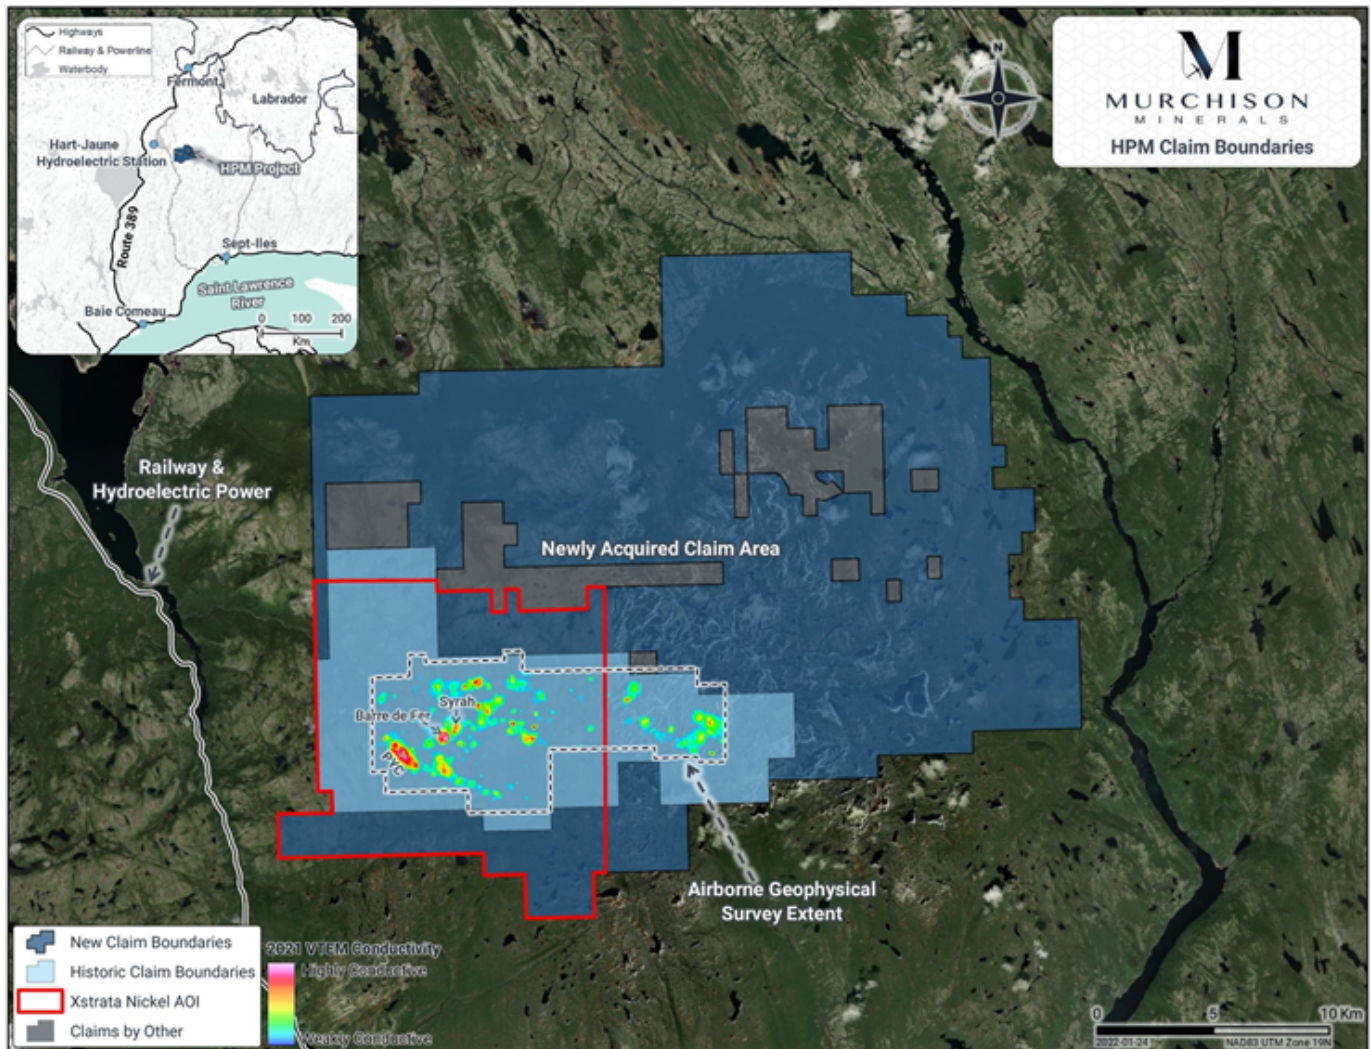 Highways
Railway & Powerline
Waterbody
Fermont
Labrador
Hart-Jaune
Hydroelectric Station
HPM Project
Route 389
Sept-Iles
Saint Lawrence
River
Baie Comeau
0 100 200
Km
N
M
MURCHISON
MINERALS
HPM Claim Boundaries
Railway &
Hydroelectric Power
Newly Acquired Claim Area
Syrah
Barre de Fer
PYC
Airborne Geophysical
Survey Extent
New Claim Boundaries
Historic Claim Boundaries
Xstrata Nickel AOI
Claims by Other
2021 VTEM Conductivity
Highly Conductive
Weakly Conductive
0 5 10 Km
2022-01-24 NAD83 UTM Zone 19N